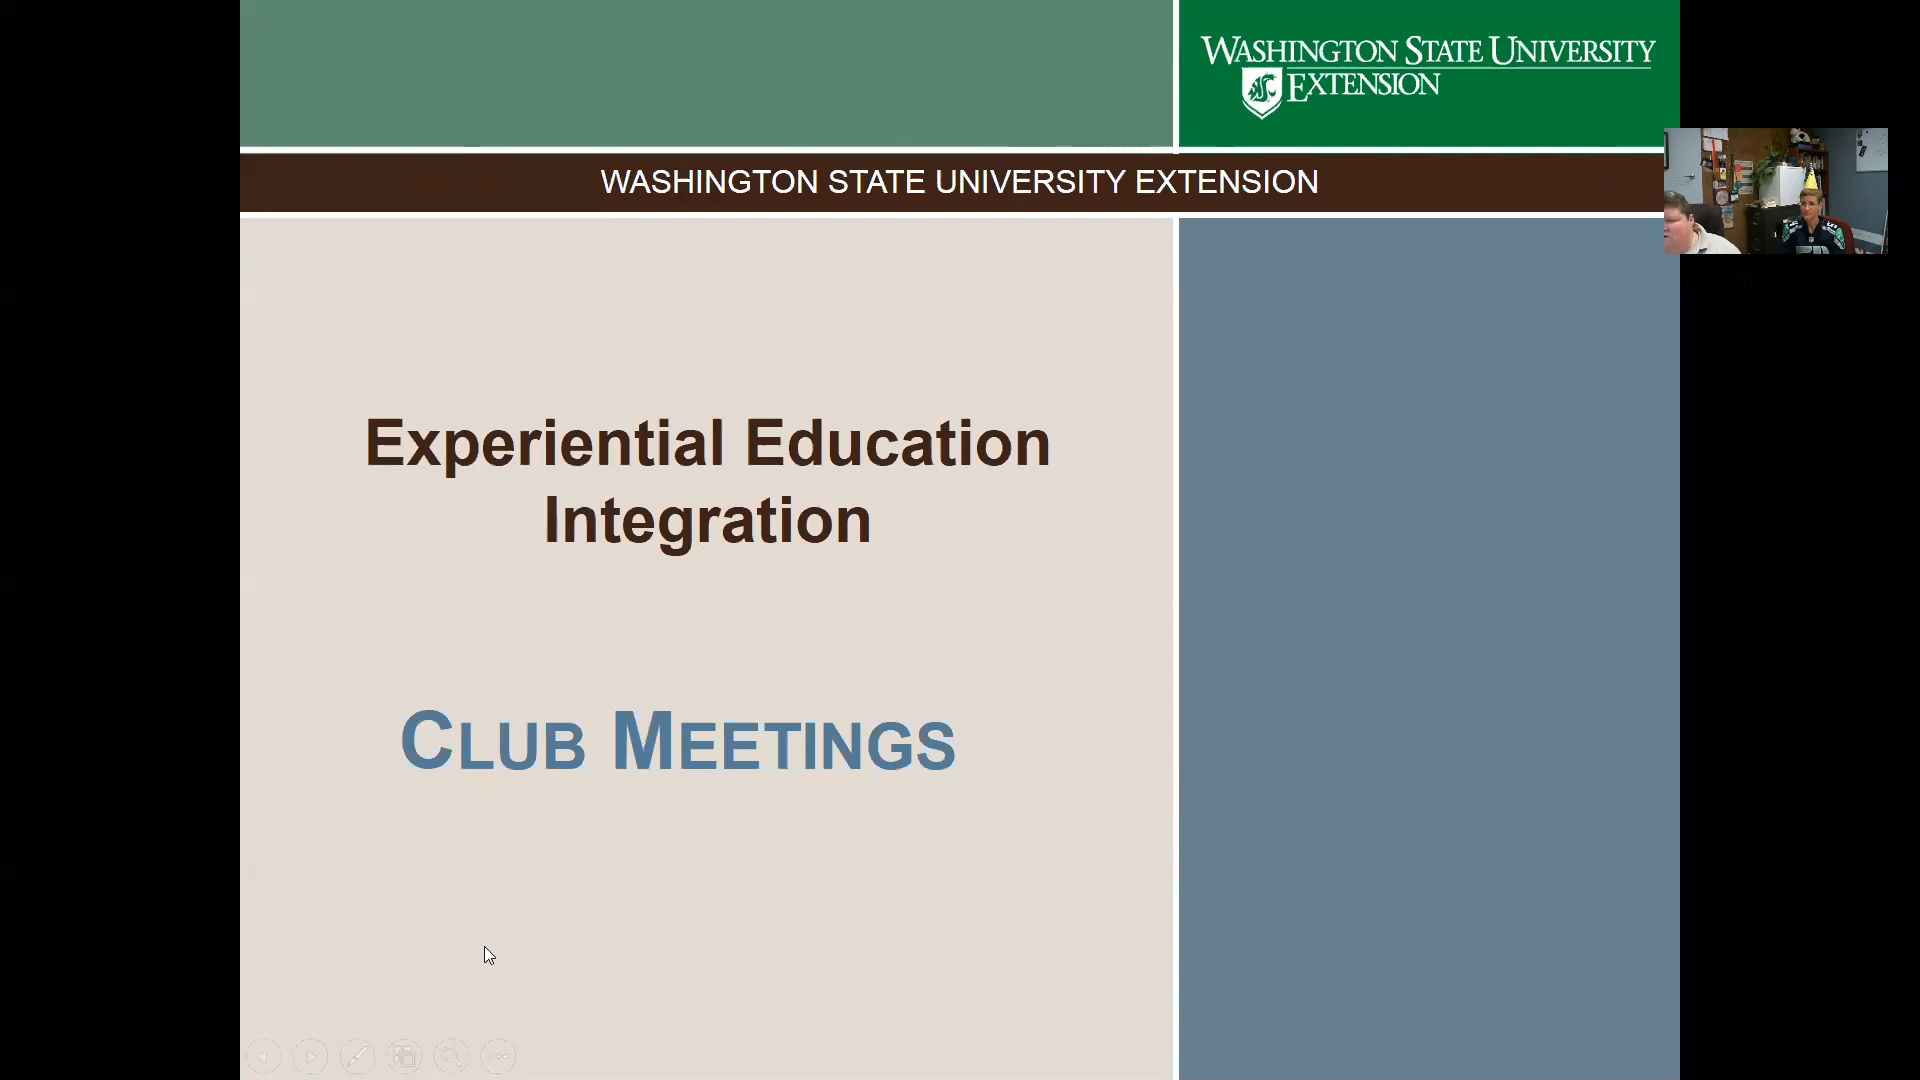 WASHINGTON STATE UNIVERSITY
EXTENSION
WASHINGTON STATE UNIVERSITY EXTENSION
Experiential Education
Integration
CLUB MEETINGS